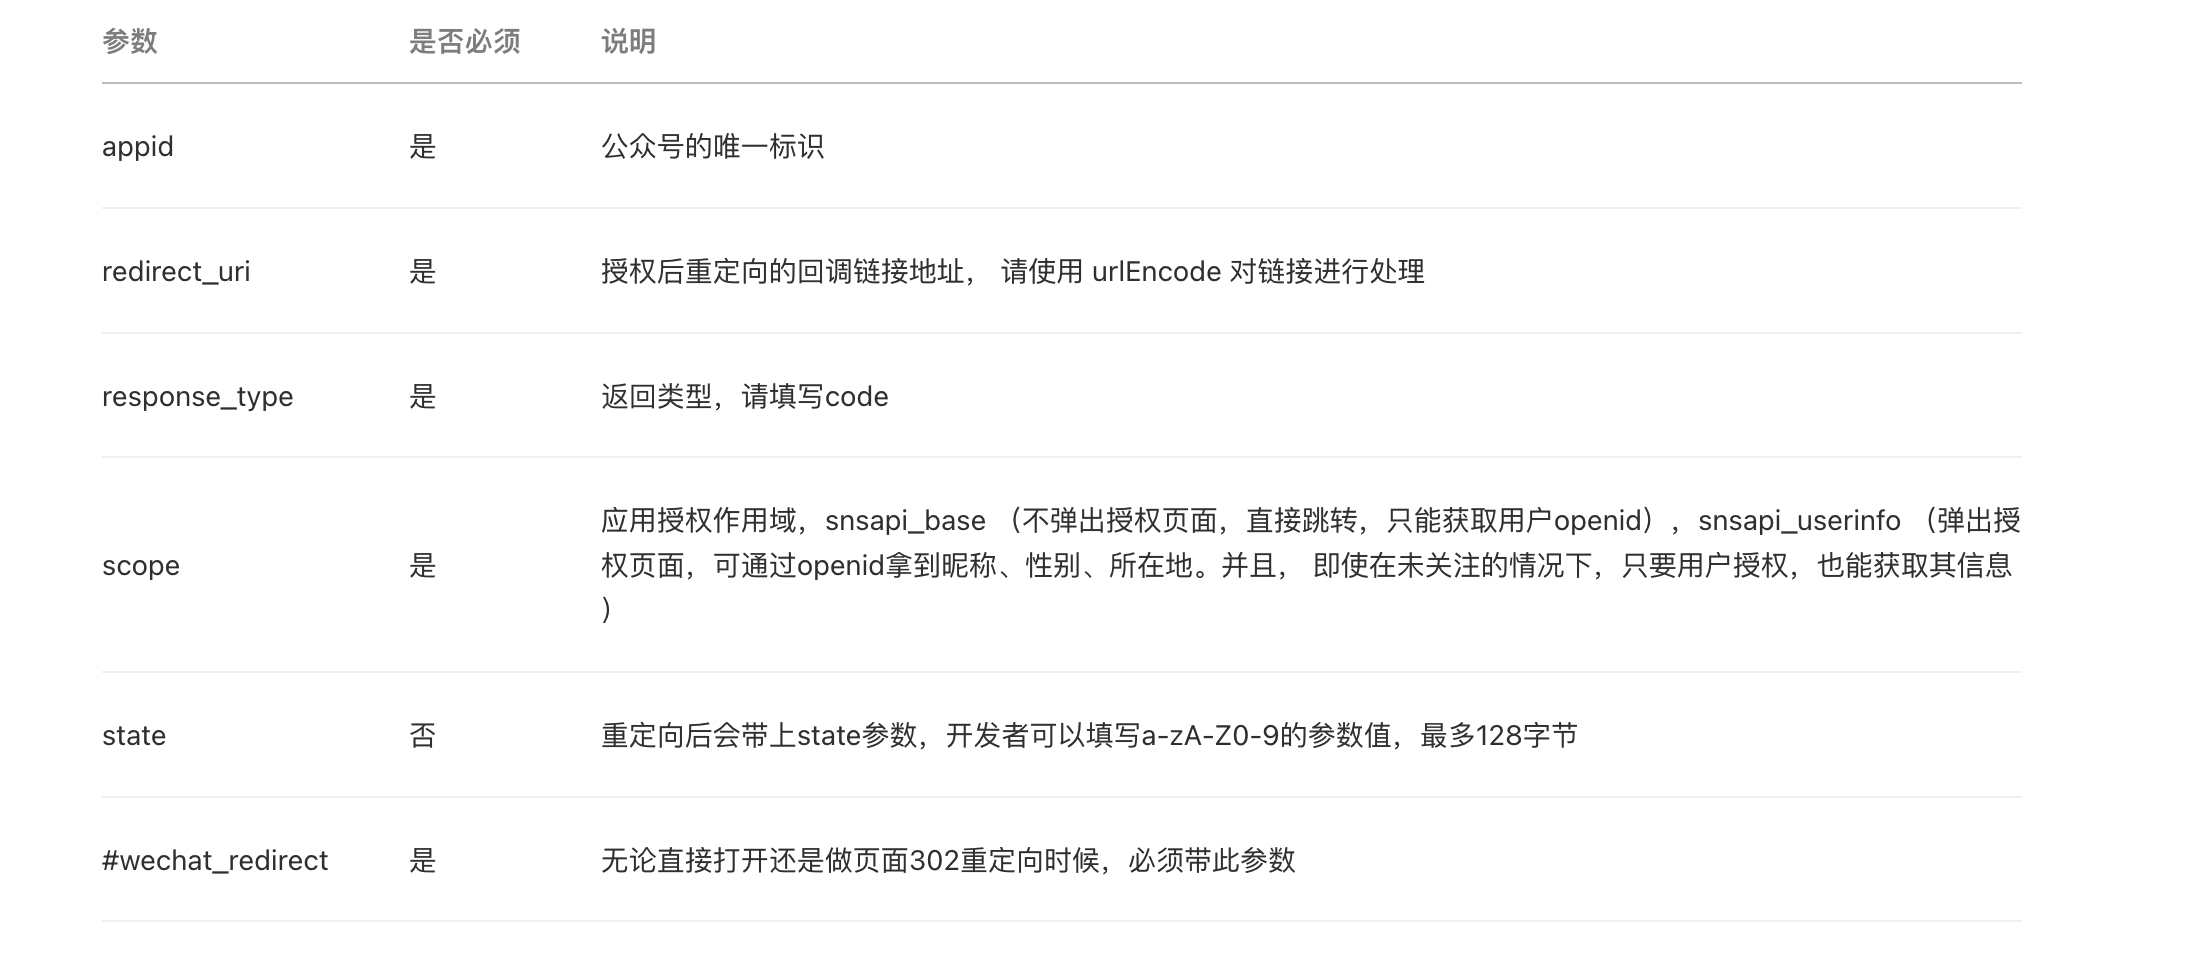 参数 是否必须 说明
appid 是 公众号的唯一标识
redirect_uri 是 授权后重定向的回调链接地址， 请使用 urlEncode 对链接进行处理
response_type 是 返回类型，请填写code
scope 是 应用授权作用域，snsapi_base （不弹出授权页面，直接跳转，只能获取用户openid），snsapi_userinfo （弹出授
权页面，可通过openid拿到昵称、性别、所在地。并且， 即使在未关注的情况下，只要用户授权，也能获取其信息
）
state 否 重定向后会带上state参数，开发者可以填写a-zA-Z0-9的参数值，最多128字节
#wechat_redirect 是 无论直接打开还是做页面302重定向时候，必须带此参数